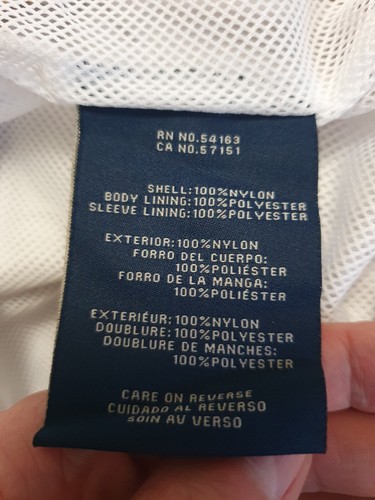 RN NO.54163
CA NO.57151
SHELL:100%NYLON
BODY LINING:100%POLYESTER
SLEEVE LINING:100%POLYESTER
EXTERIOR:100%NYLON
FORRO DEL CUERPO:
100%POLIÉSTER
FORRO DE LA MANGA:
100%POLIÉSTER
EXTERIÉUR:100%NYLON
DOUBLURE:100%POLYESTER
DOUBLURE DE MANCHES:
100%POLYESTER
CARE ON REVERSE
CUIDADO AL REVERSO
SOIN AV VERSO